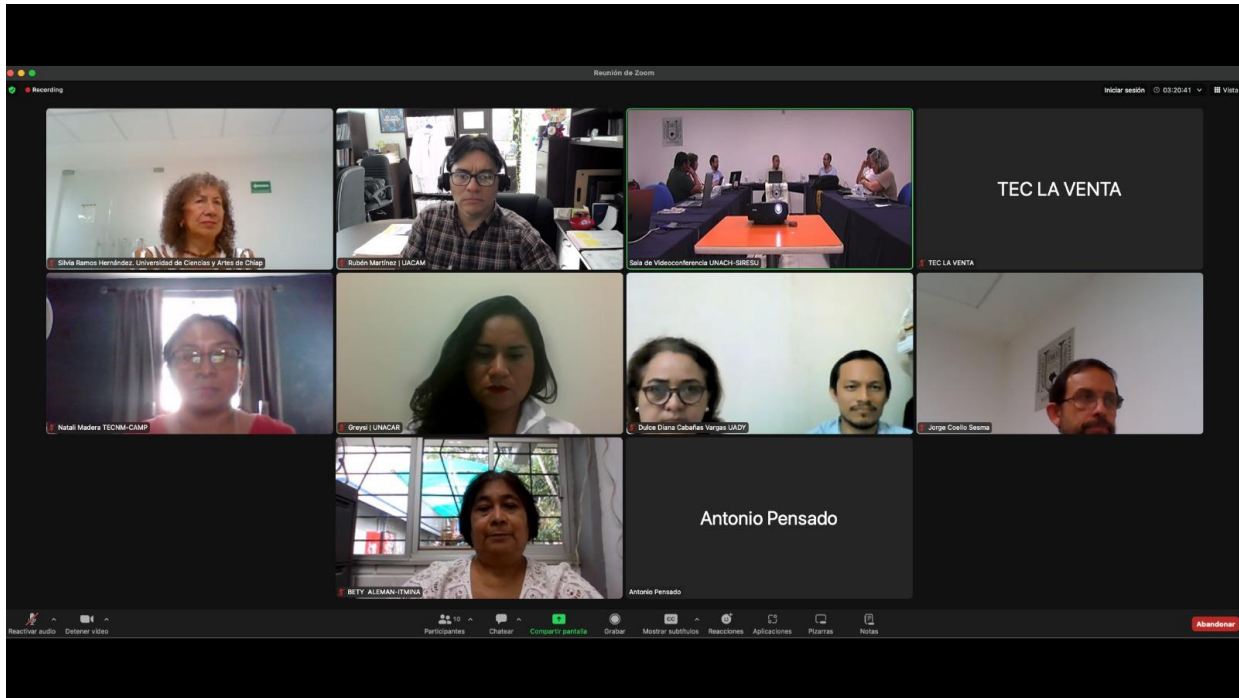 Reunión de Zoom
Recording
Iniciar sesión 03:20:41 Vista
Silvia Ramos Hernández. Universidad de Ciencias y Artes de Chiap
Rubén Martínez | UACAM
Sala de Videoconferencia UNACH-SIRESU
TEC LA VENTA
TEC LA VENTA
Natali Madera TECNM-CAMP
Greysi | UNACAR
Dulce Diana Cabañas Vargas UADY
Jorge Coello Sesma
BETY ALEMAN-ITMINA
Antonio Pensado
Antonio Pensado
Reactivar audio Detener video 10 Participantes Chatear Compartir pantalla Grabar CC Mostrar subtítulos Reacciones Aplicaciones Pizarras Notas Abandonar